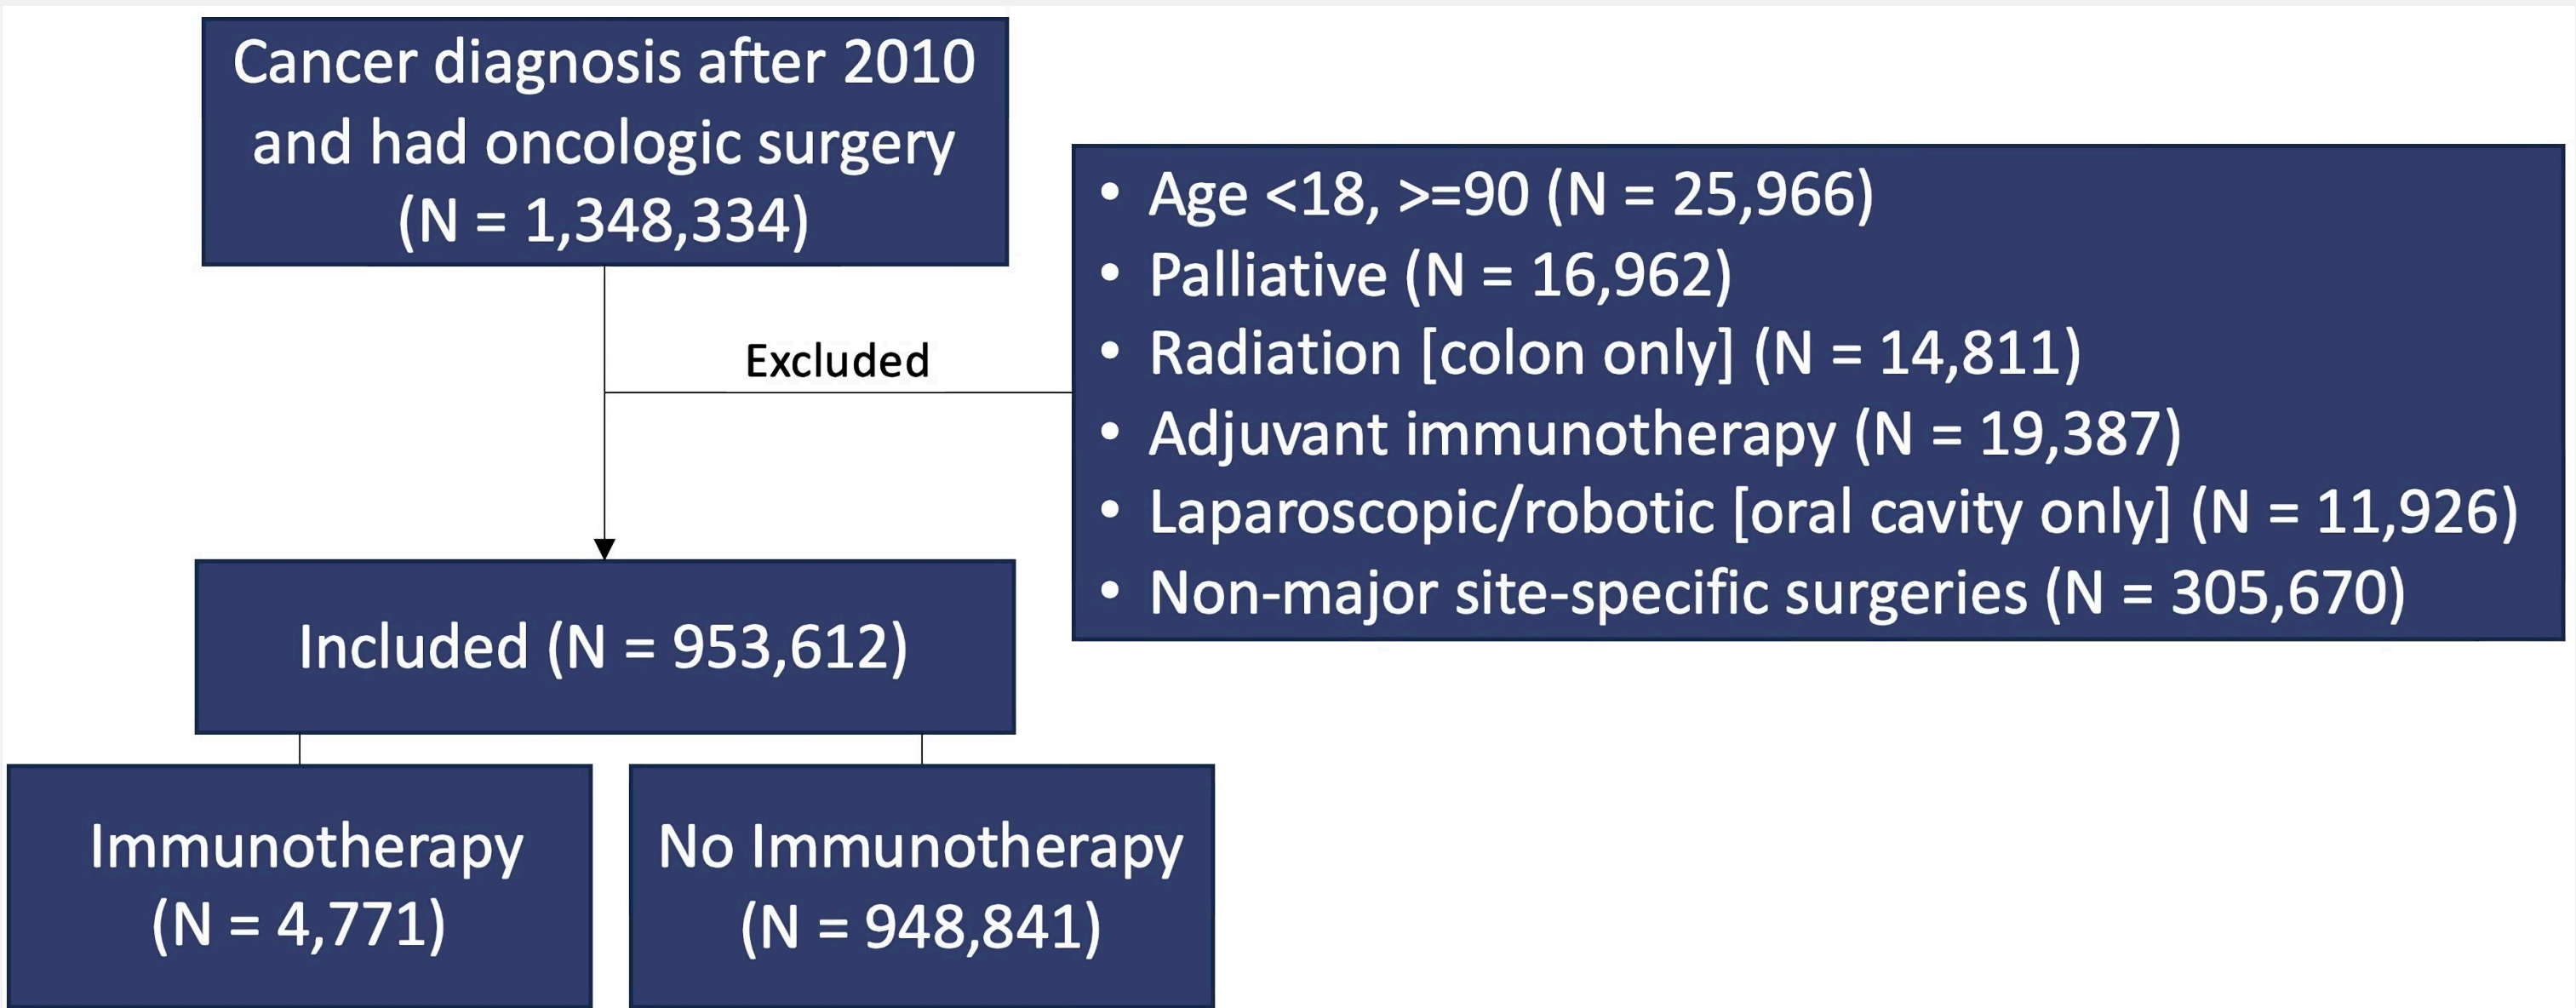 Cancer diagnosis after 2010
and had oncologic surgery
(N = 1,348,334)
Excluded
• Age <18, >=90 (N = 25,966)
• Palliative (N = 16,962)
• Radiation [colon only] (N = 14,811)
• Adjuvant immunotherapy (N = 19,387)
• Laparoscopic/robotic [oral cavity only] (N = 11,926)
• Non-major site-specific surgeries (N = 305,670)
Included (N = 953,612)
Immunotherapy
(N = 4,771)
No Immunotherapy
(N = 948,841)